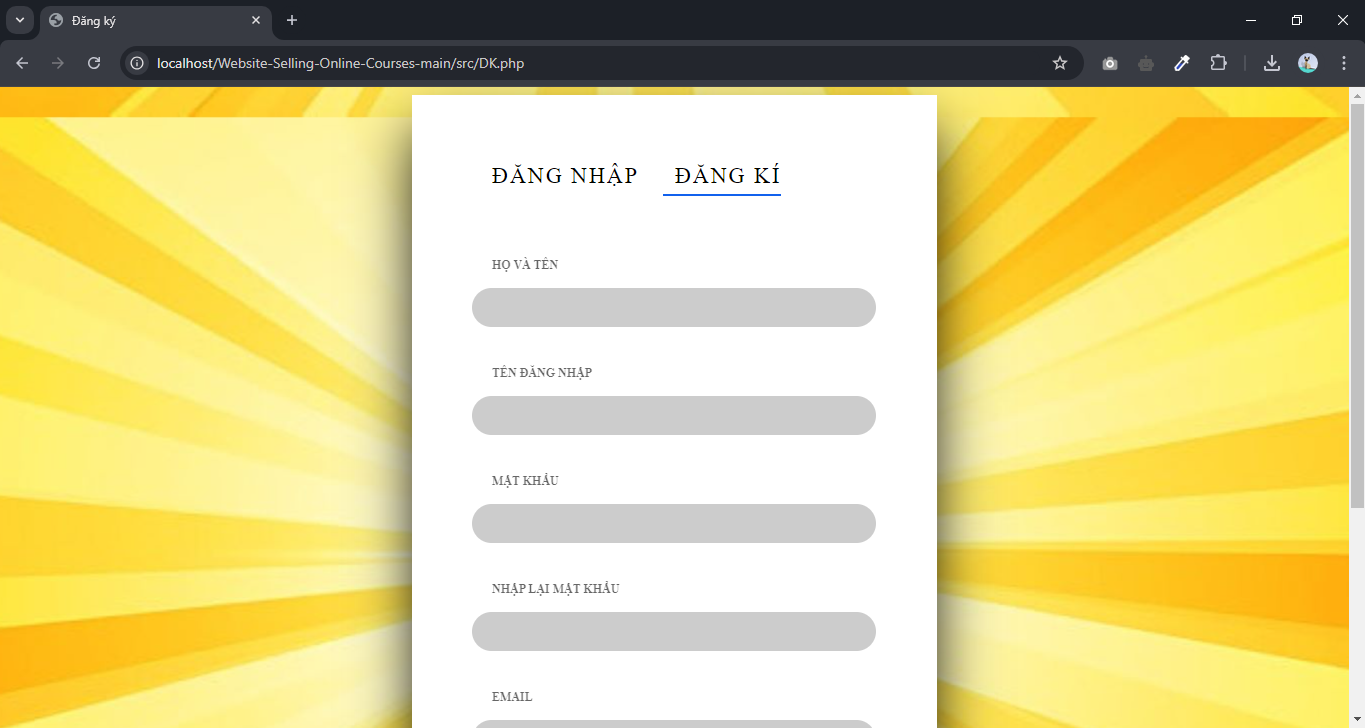 Đăng ký
localhost/Website-Selling-Online-Courses-main/src/DK.php
ĐĂNG NHẬP ĐĂNG KÍ
HỌ VÀ TÊN
TÊN ĐĂNG NHẬP
MẬT KHẨU
NHẬP LẠI MẬT KHẨU
EMAIL